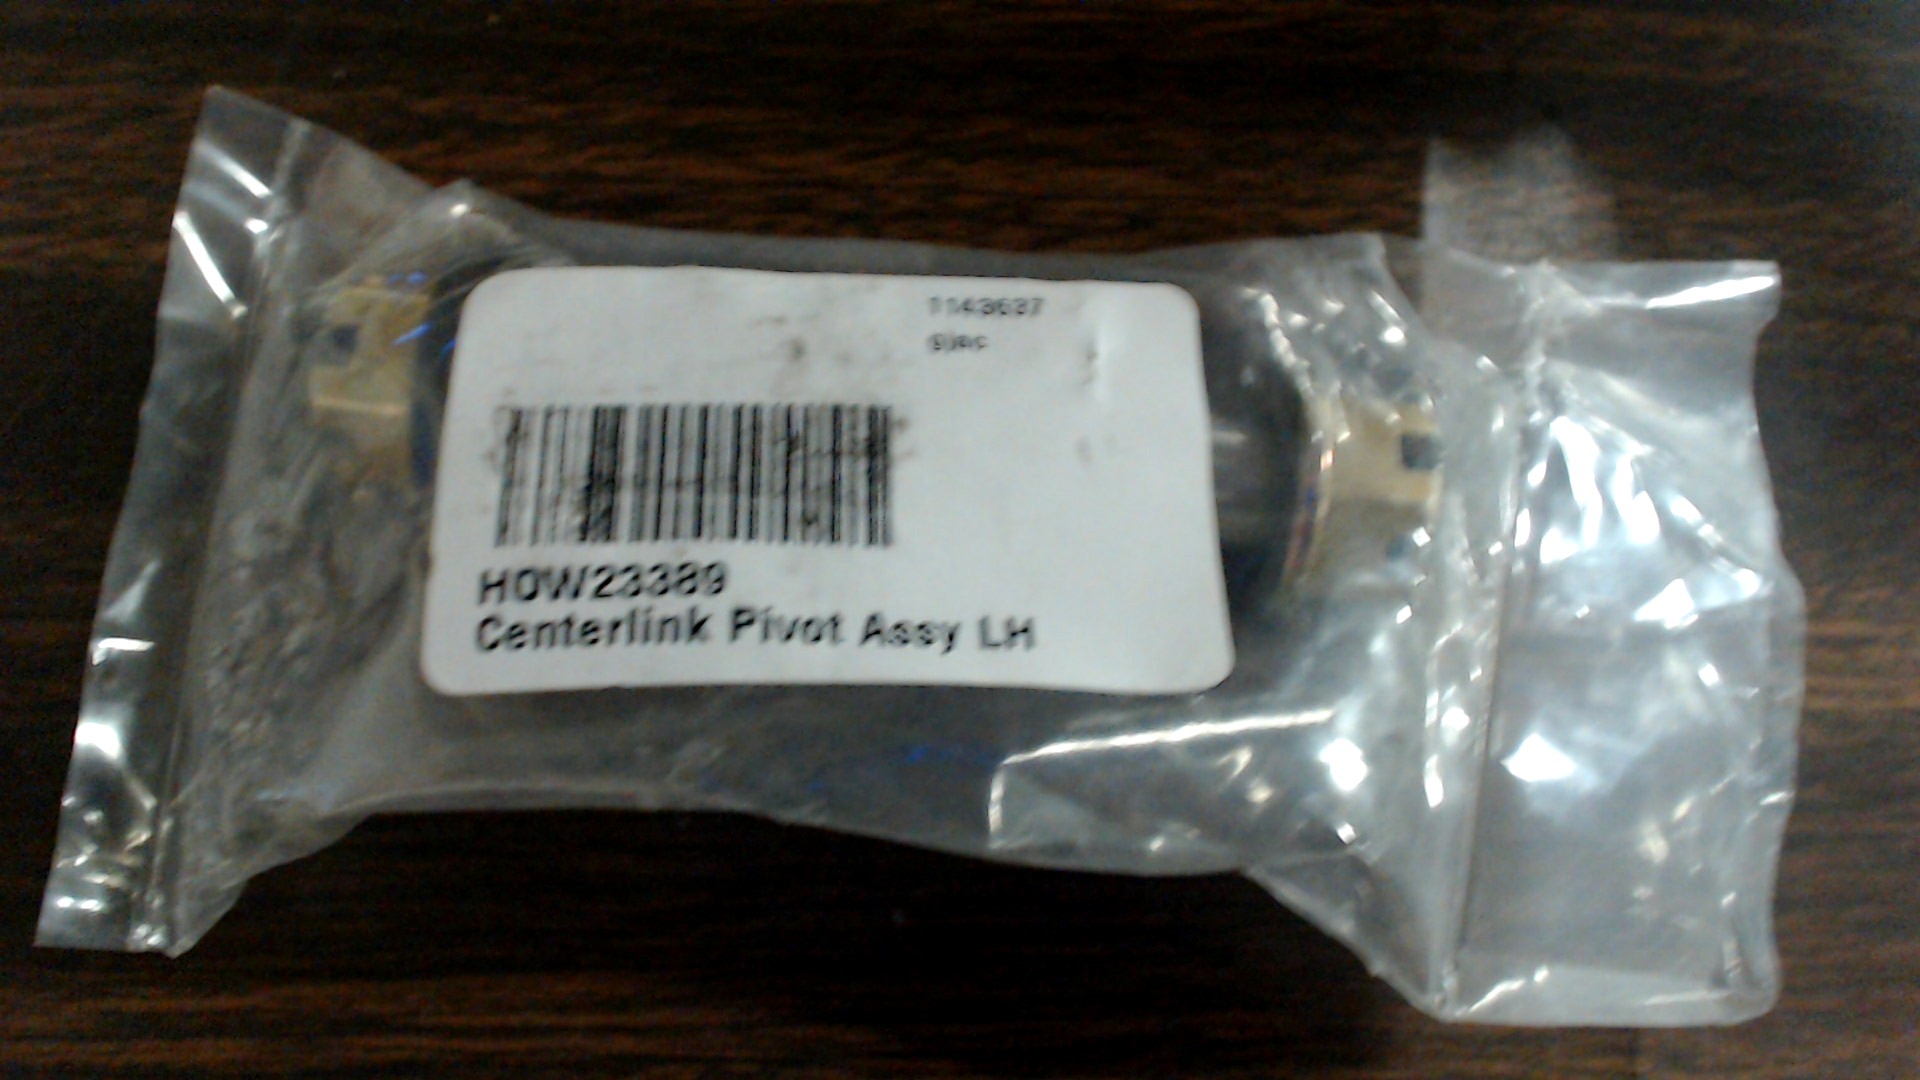 1143637
HOW23389
Centerlink Pivot Assy LH